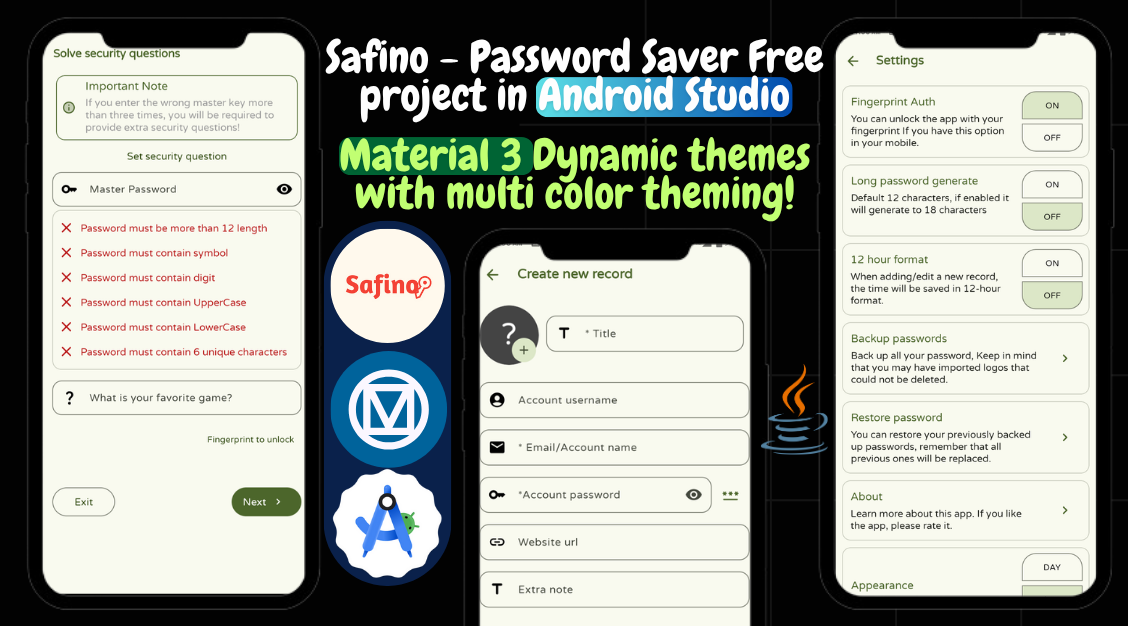 Solve security questions
Important Note
If you enter the wrong master key more
than three times, you will be required to
provide extra security questions!
Set security question
Master Password
Password must be more than 12 length
Password must contain symbol
Password must contain digit
Password must contain UpperCase
Password must contain LowerCase
Password must contain 6 unique characters
? What is your favorite game?
Fingerprint to unlock
Exit
Next
Safino - Password Saver Free
project in Android Studio
Material 3 Dynamic themes
with multi color theming!
Safino
Create new record
?
+
T * Title
Account username
* Email/Account name
*Account password
***
Website url
T Extra note
Settings
Fingerprint Auth
You can unlock the app with your
fingerprint If you have this option
in your mobile.
ON
OFF
Long password generate
Default 12 characters, if enabled it
will generate to 18 characters
ON
OFF
12 hour format
When adding/edit a new record,
the time will be saved in 12-hour
format.
ON
OFF
Backup passwords
Back up all your password, Keep in mind
that you may have imported logos that
could not be deleted.
Restore password
You can restore your previously backed
up passwords, remember that all
previous ones will be replaced.
About
Learn more about this app. If you like
the app, please rate it.
Appearance
DAY